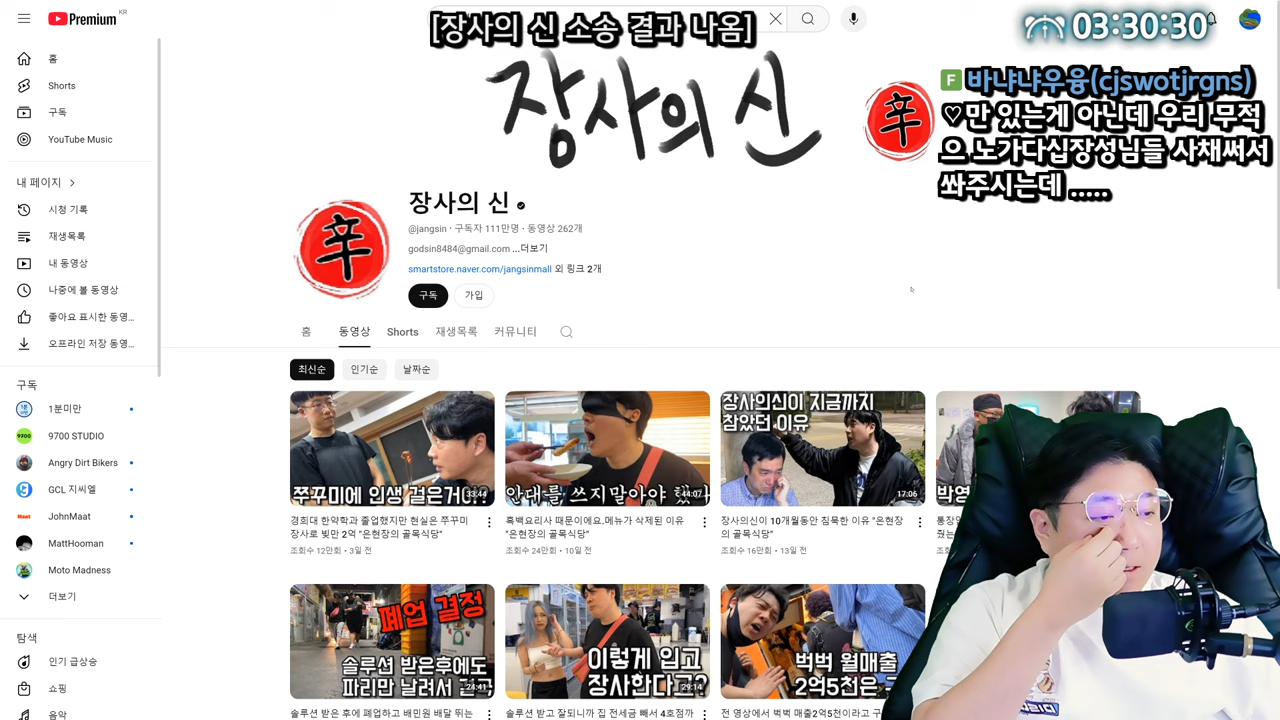 KR
Premium
[장사의 신 소송 결과 나옴]
03:30:30
홈
Shorts
구독
YouTube Music
내 페이지
시청 기록
재생목록
내 동영상
나중에 볼 동영상
좋아요 표시한 동영...
오프라인 저장 동영...
구독
1분미만
9700 STUDIO
Angry Dirt Bikers
GCL 지씨엘
JohnMaat
MattHooman
Moto Madness
더보기
탐색
인기 급상승
쇼핑
음악
장사의 신
辛
F 바냐냐우융(cjswotjrgns)
♡만 있는게 아닌데 우리 무적
으 노가다십장성님들 사채써서
쏴주시는데 ......
辛
장사의 신
@jangsin · 구독자 111만명 · 동영상 262개
godsin8484@gmail.com ...더보기
smartstore.naver.com/jangsinmall 외 링크 2개
구독
가입
홈
동영상
Shorts
재생목록
커뮤니티
최신순
인기순
날짜순
쭈꾸미에 인생 걸은거야?
33:44
경희대 한약학과 졸업했지만 현실은 쭈꾸미
장사로 빚만 2억 "은현장의 골목식당"
조회수 12만회 • 3일 전
안대를 쓰지말아야 했나
44:07
흑백요리사 때문이에요.메뉴가 삭제된 이유
"은현장의 골목식당"
조회수 24만회 • 10일 전
장사의신이 지금까지
참았던 이유
17:06
장사의신이 10개월동안 침묵한 이유 "은현장
의 골목식당"
조회수 16만회 • 13일 전
박영
통장
줬는
폐업 결정
솔루션 받은후에도
파리만 날려서
24:41
솔루션 받은 후에 폐업하고 배민원 배달 뛰는
이렇게 입고
장사한다고?
29:14
솔루션 받고 잘되니까 집 전세금 빼서 4호점까
벅벅 월매출
2억5천은
전 영상에서 벅벅 매출2억5천이라고 구